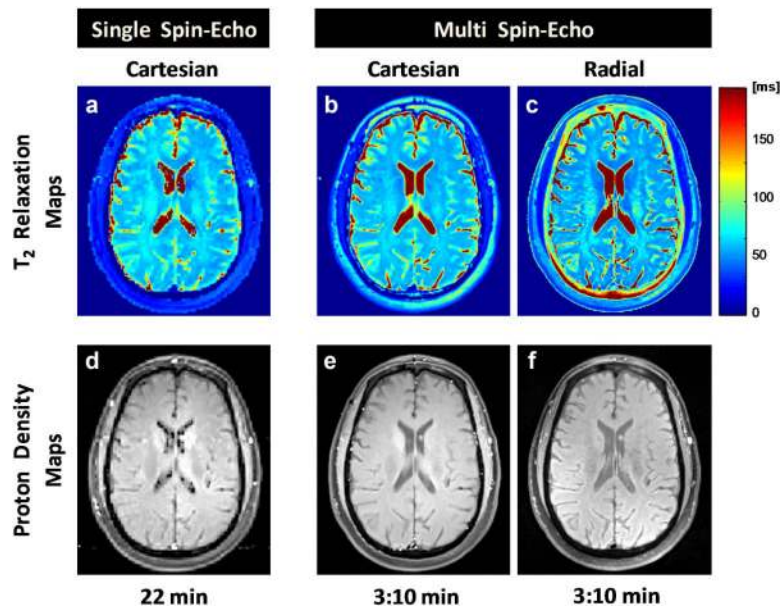 Single Spin-Echo
Multi Spin-Echo
Cartesian
Cartesian
Radial
T2 Relaxation
Maps
a
b
c
[ms]
150
100
50
0
Proton Density
Maps
d
e
f
22 min
3:10 min
3:10 min